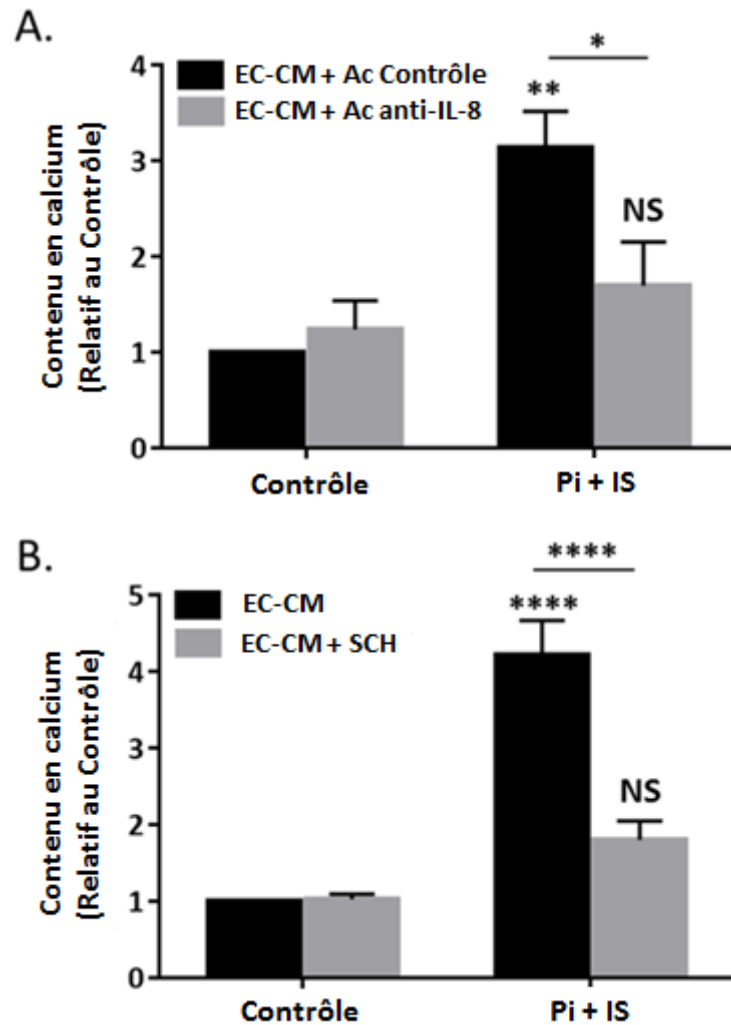 A.
Contenu en calcium
(Relatif au Contrôle)
4
3
2
1
0
EC-CM + Ac Contrôle
EC-CM + Ac anti-IL-8
*
**
NS
Contrôle
Pi + IS
B.
Contenu en calcium
(Relatif au Contrôle)
5
4
3
2
1
0
EC-CM
EC-CM + SCH
****
****
NS
Contrôle
Pi + IS